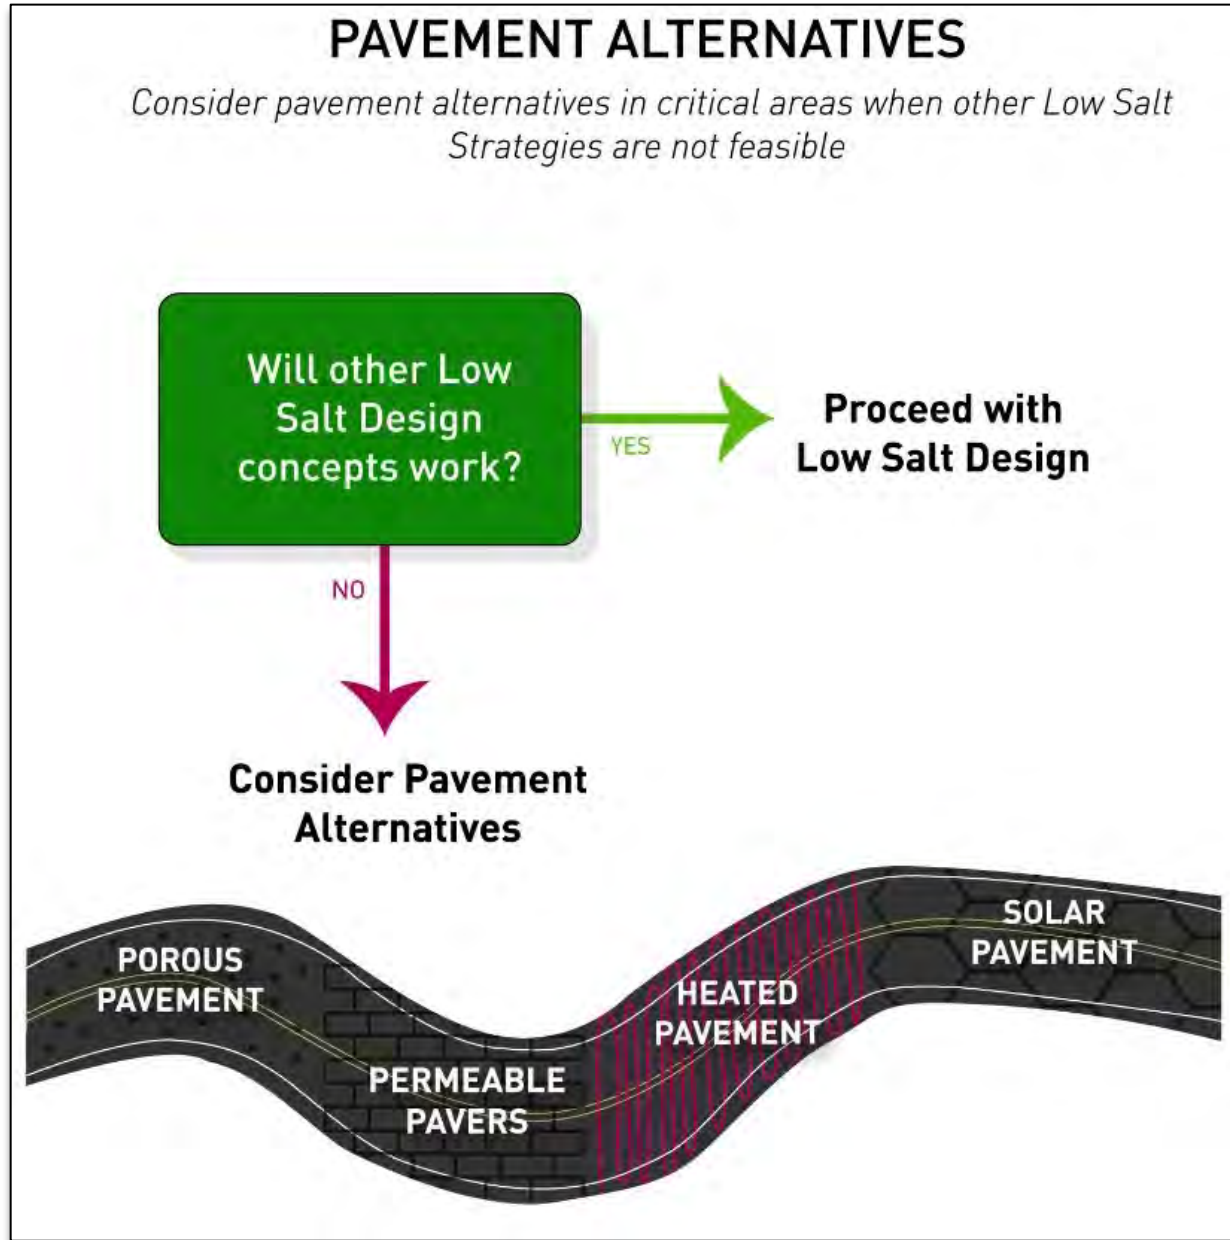 PAVEMENT ALTERNATIVES
Consider pavement alternatives in critical areas when other Low Salt
Strategies are not feasible
Will other Low
Salt Design
concepts work?
YES
Proceed with
Low Salt Design
NO
Consider Pavement
Alternatives
POROUS
PAVEMENT
PERMEABLE
PAVERS
HEATED
PAVEMENT
SOLAR
PAVEMENT